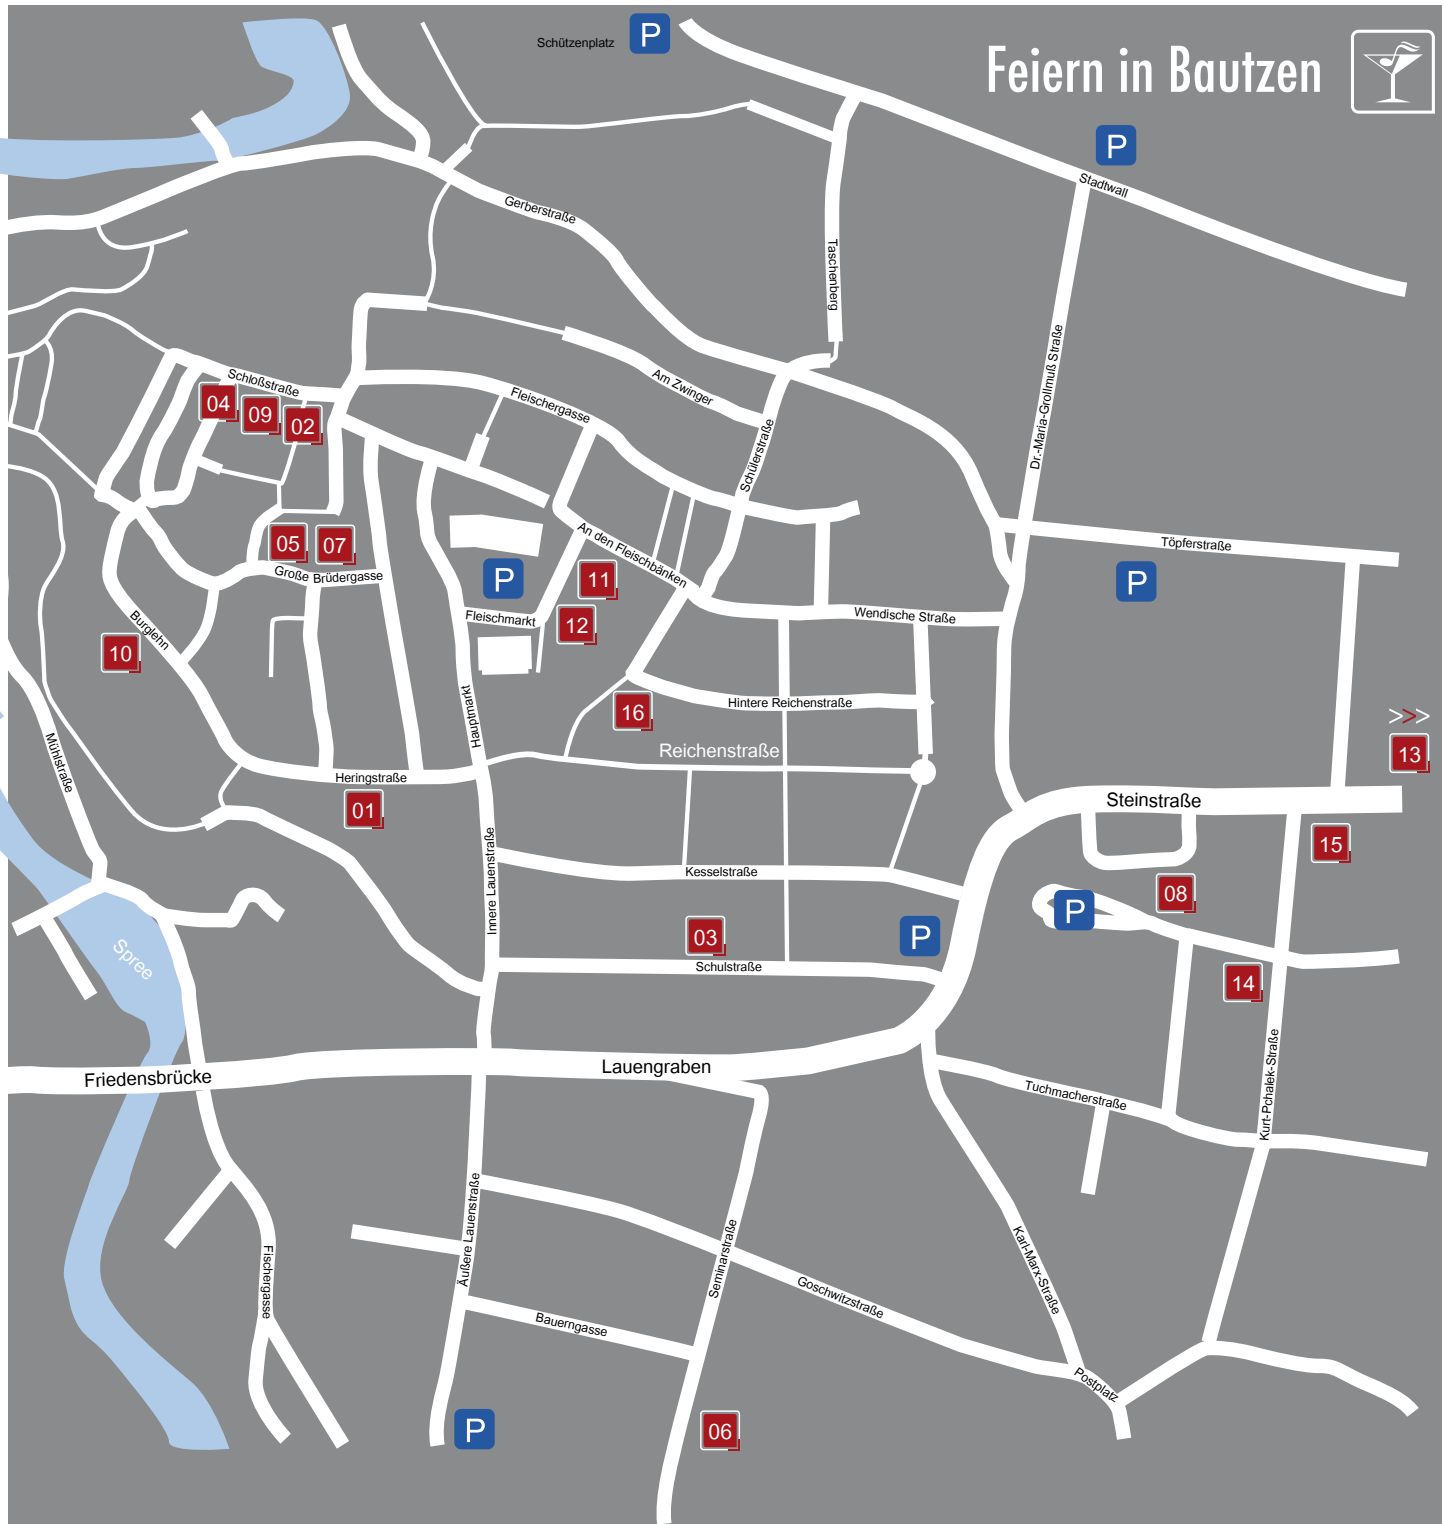 Schützenplatz
P
Feiern in Bautzen
P
Stadtwall
Gerberstraße
Taschenberg
Dr.-Maria-Grollmuß Straße
Schloßstraße
04
09
02
Fleischergasse
Am Zwinger
Schülerstraße
05
07
Große Brüdergasse
An den Fleischbänken
Töpferstraße
P
P
11
Fleischmarkt
12
Wendische Straße
Burglehn
10
Hauptmarkt
16
Hintere Reichenstraße
Reichenstraße
>>>
13
Mühlstraße
Heringstraße
01
Steinstraße
15
Innere Lauenstraße
Kesselstraße
08
P
03
P
Schulstraße
Spree
14
Kurt-Pchalek-Straße
Friedensbrücke
Lauengraben
Tuchmacherstraße
Äußere Lauenstraße
Seminarstraße
Karl-Marx-Straße
Fischergasse
Goschwitzstraße
Bauerngasse
Postplatz
P
06